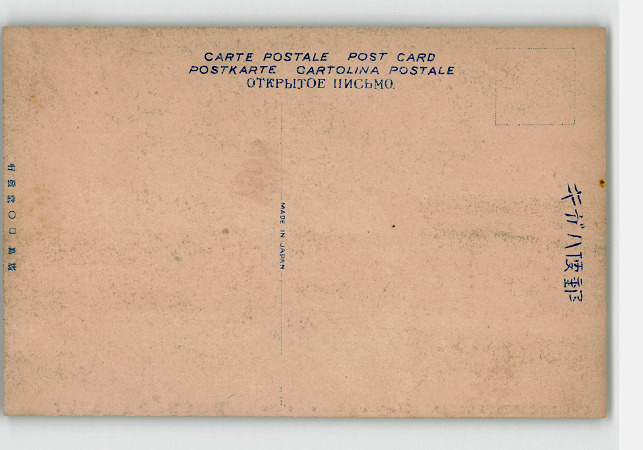 CARTE POSTALE POST CARD
POSTKARTE CARTOLINA POSTALE
ОТКРЫТОЕ ПИСЬМО.
MADE IN JAPAN
郵便ハガキ